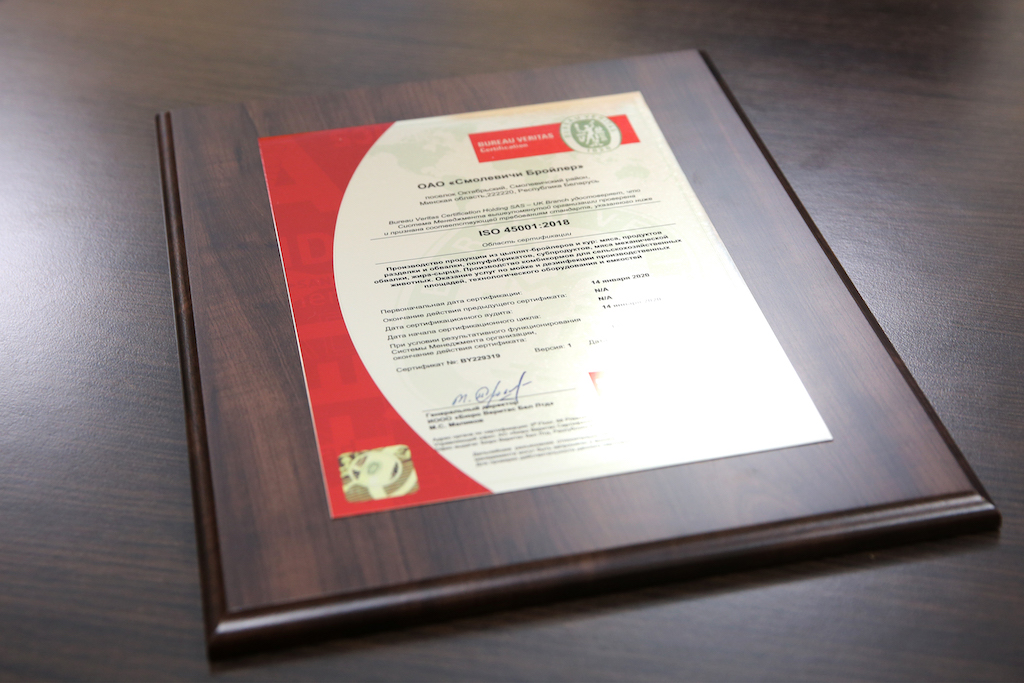 BUREAU VERITAS
Certification
ОАО «Смолевичи Бройлер»
поселок Октябрьский, Смолевичский район,
Минская область, 222220, Республика Беларусь
Bureau Veritas Certification Holding SAS – UK Branch удостоверяет, что
Система Менеджмента вышеупомянутой организации проверена
и признана соответствующей требованиям стандарта, указанного ниже
ISO 45001:2018
Область сертификации
Производство продукции из цыплят-бройлеров и кур: мяса, продуктов
разделки и обвалки, полуфабрикатов, субпродуктов, мяса механической
обвалки, жира-сырца. Производство комбикормов для сельскохозяйственных
животных. Оказание услуг по мойке и дезинфекции производственных
площадей, технологического оборудования и емкостей
Первоначальная дата сертификации: 14 января 2020
Окончание действия предыдущего сертификата: N/A
Дата сертификационного аудита: N/A
Дата начала сертификационного цикла: 14 января 2020
При условии результативного функционирования
Системы Менеджмента организации,
окончание действия сертификата:
Сертификат №: BY229319 Версия: 1
Генеральный директор
ИООО «Бюро Веритас Бел Лтд»
М.С. Маликов